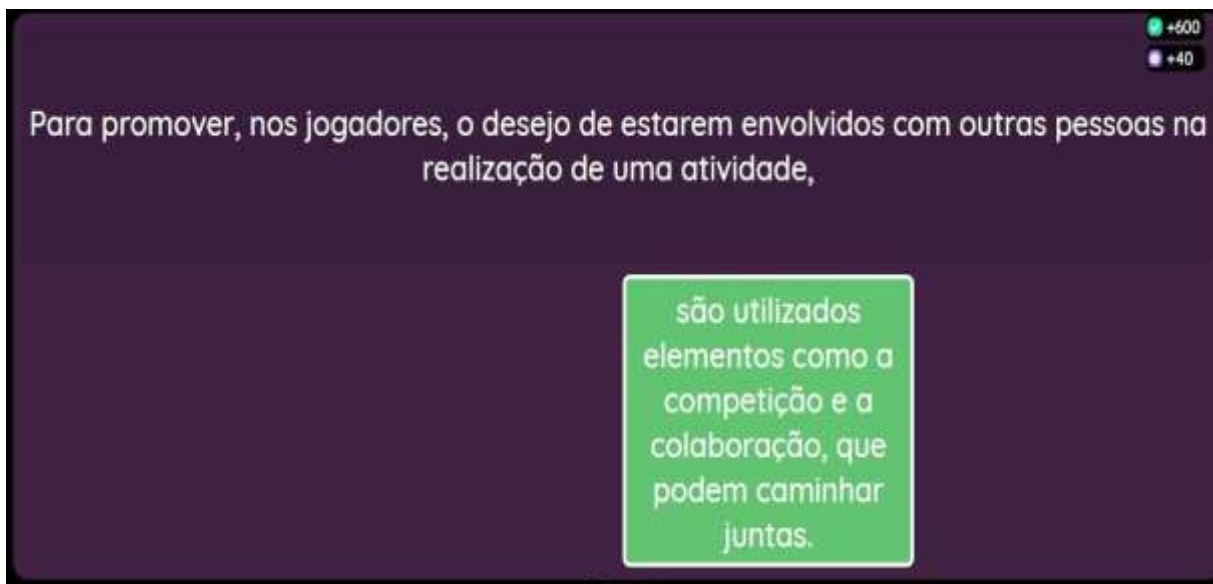 +600
+40
Para promover, nos jogadores, o desejo de estarem envolvidos com outras pessoas na
realização de uma atividade,
são utilizados
elementos como a
competição e a
colaboração, que
podem caminhar
juntas.